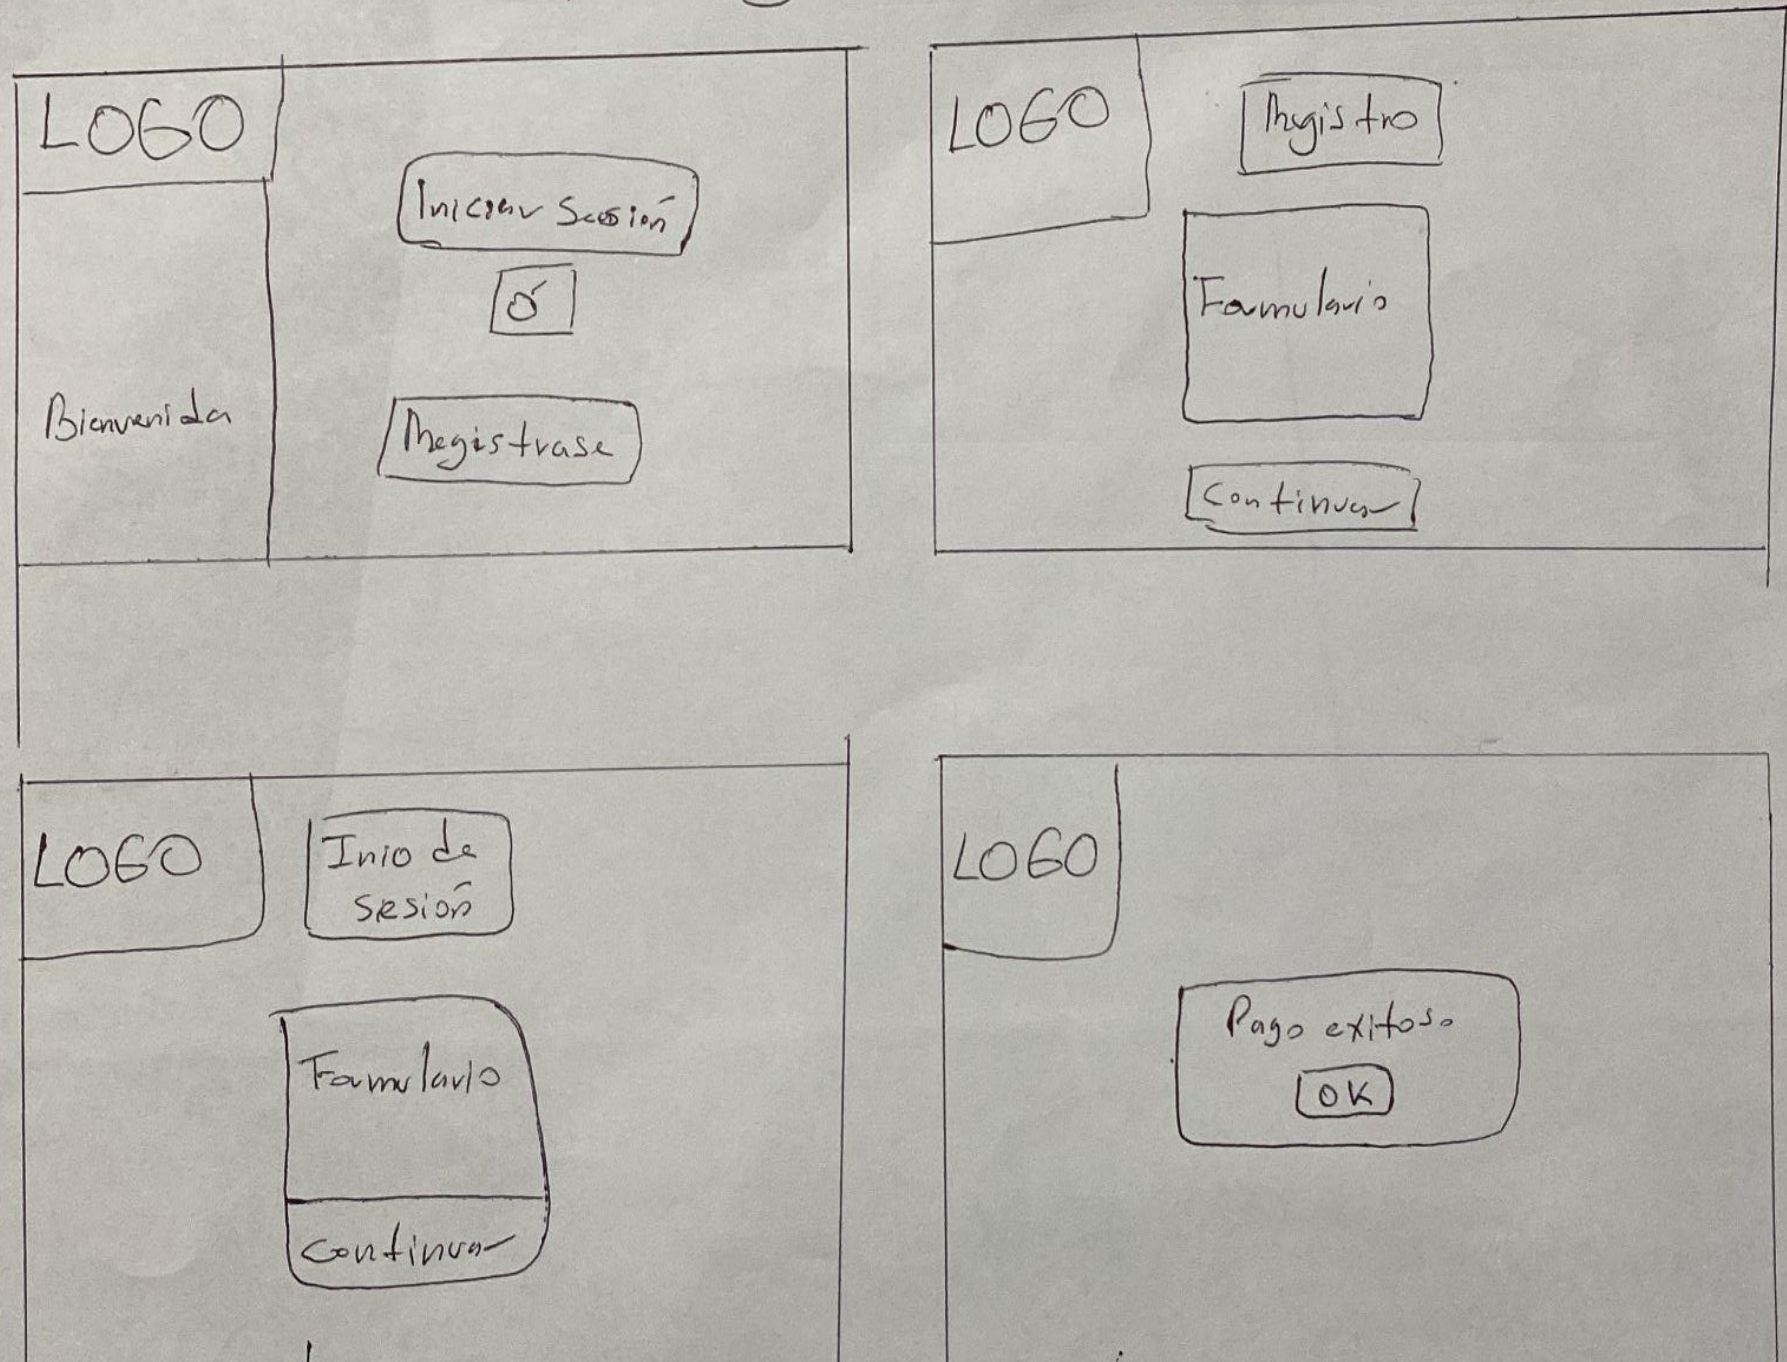 LOGO
Iniciar Sesión
Ó
Bienvenida
Registrase
LOGO
Registro
Formulario
Continuar
LOGO
Inio de
sesión
Formulario
Continuar
LOGO
Pago exitoso
OK